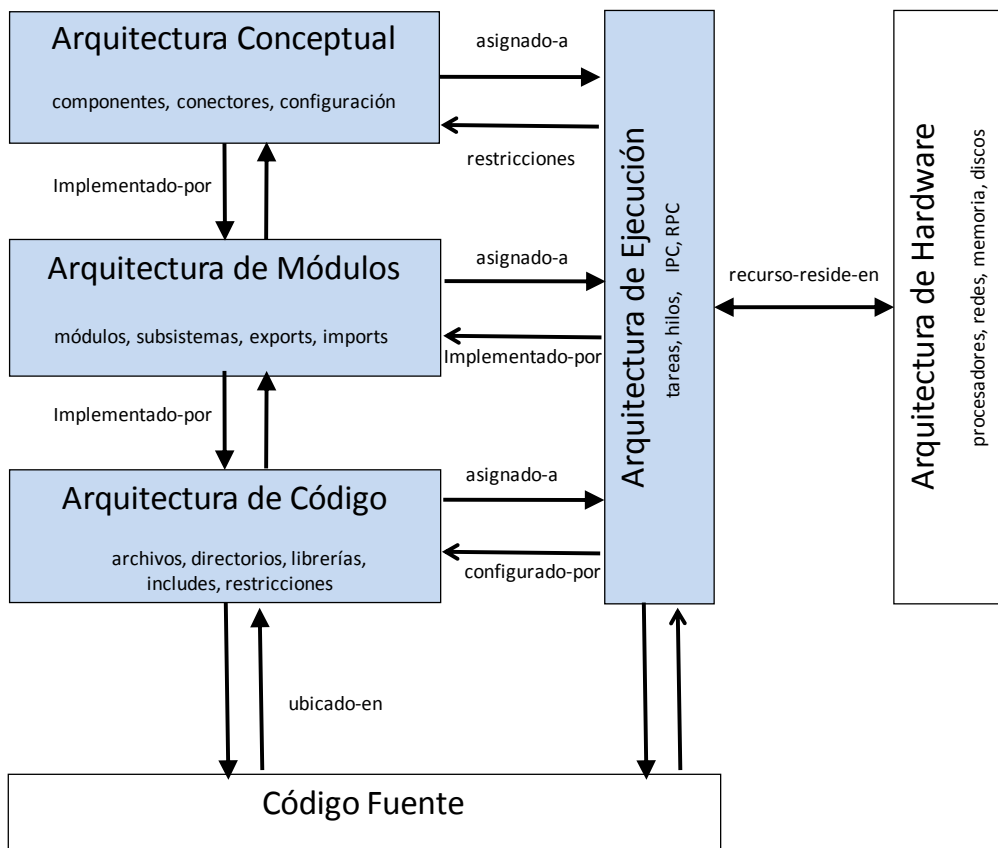 Arquitectura Conceptual
componentes, conectores, configuración
asignado-a
restricciones
Implementado-por
Arquitectura de Módulos
módulos, subsistemas, exports, imports
asignado-a
Implementado-por
Implementado-por
Arquitectura de Código
archivos, directorios, librerías,
includes, restricciones
asignado-a
configurado-por
Arquitectura de Ejecución
tareas, hilos, IPC, RPC
recurso-reside-en
Arquitectura de Hardware
procesadores, redes, memoria, discos
ubicado-en
Código Fuente